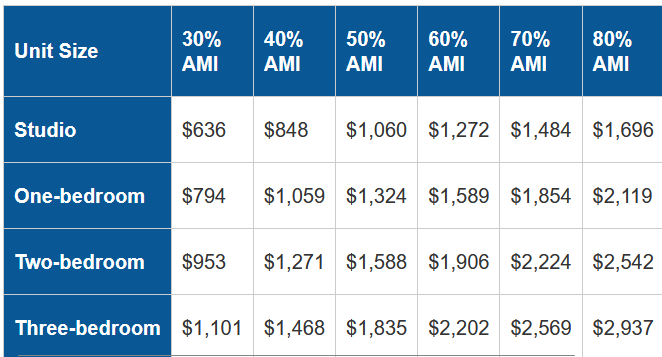 Unit Size 30% AMI 40% AMI 50% AMI 60% AMI 70% AMI 80% AMI
Studio $636 $848 $1,060 $1,272 $1,484 $1,696
One-bedroom $794 $1,059 $1,324 $1,589 $1,854 $2,119
Two-bedroom $953 $1,271 $1,588 $1,906 $2,224 $2,542
Three-bedroom $1,101 $1,468 $1,835 $2,202 $2,569 $2,937